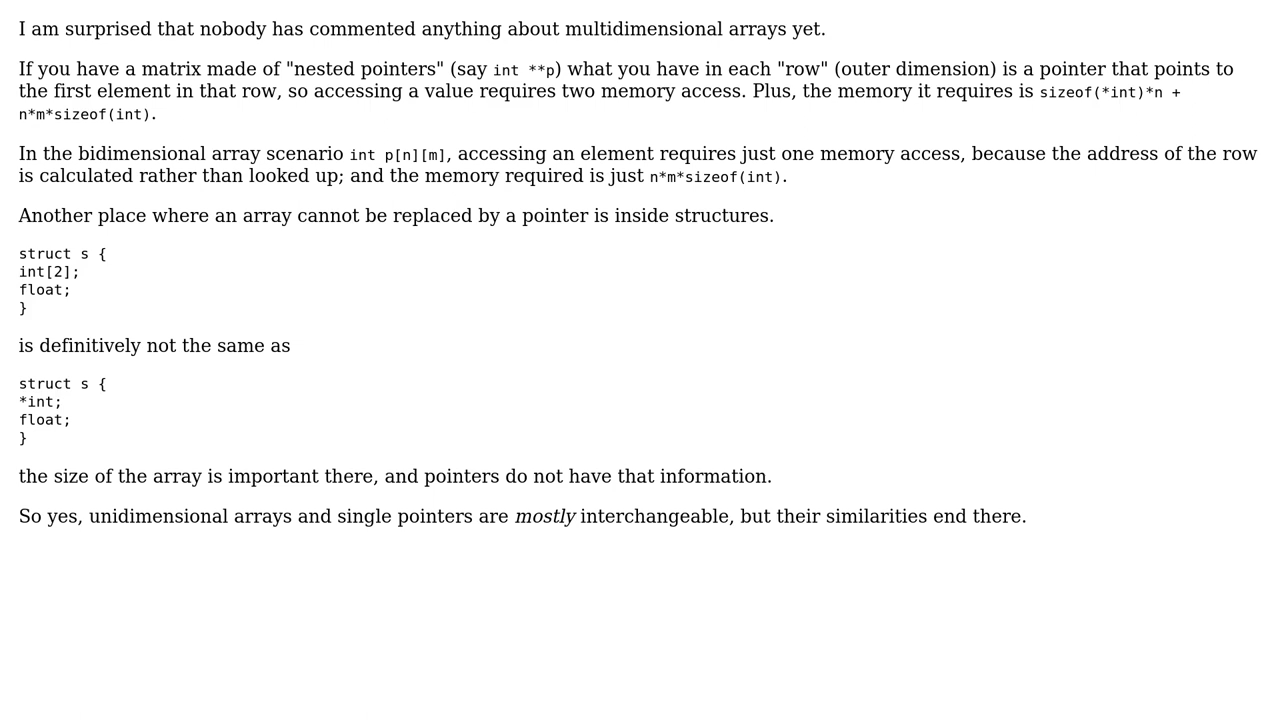 I am surprised that nobody has commented anything about multidimensional arrays yet.
If you have a matrix made of "nested pointers" (say int **p) what you have in each "row" (outer dimension) is a pointer that points to
the first element in that row, so accessing a value requires two memory access. Plus, the memory it requires is sizeof(*int)*n +
n*m*sizeof(int).
In the bidimensional array scenario int p[n][m], accessing an element requires just one memory access, because the address of the row
is calculated rather than looked up; and the memory required is just n*m*sizeof(int).
Another place where an array cannot be replaced by a pointer is inside structures.
struct s {
int[2];
float;
}
is definitively not the same as
struct s {
*int;
float;
}
the size of the array is important there, and pointers do not have that information.
So yes, unidimensional arrays and single pointers are mostly interchangeable, but their similarities end there.